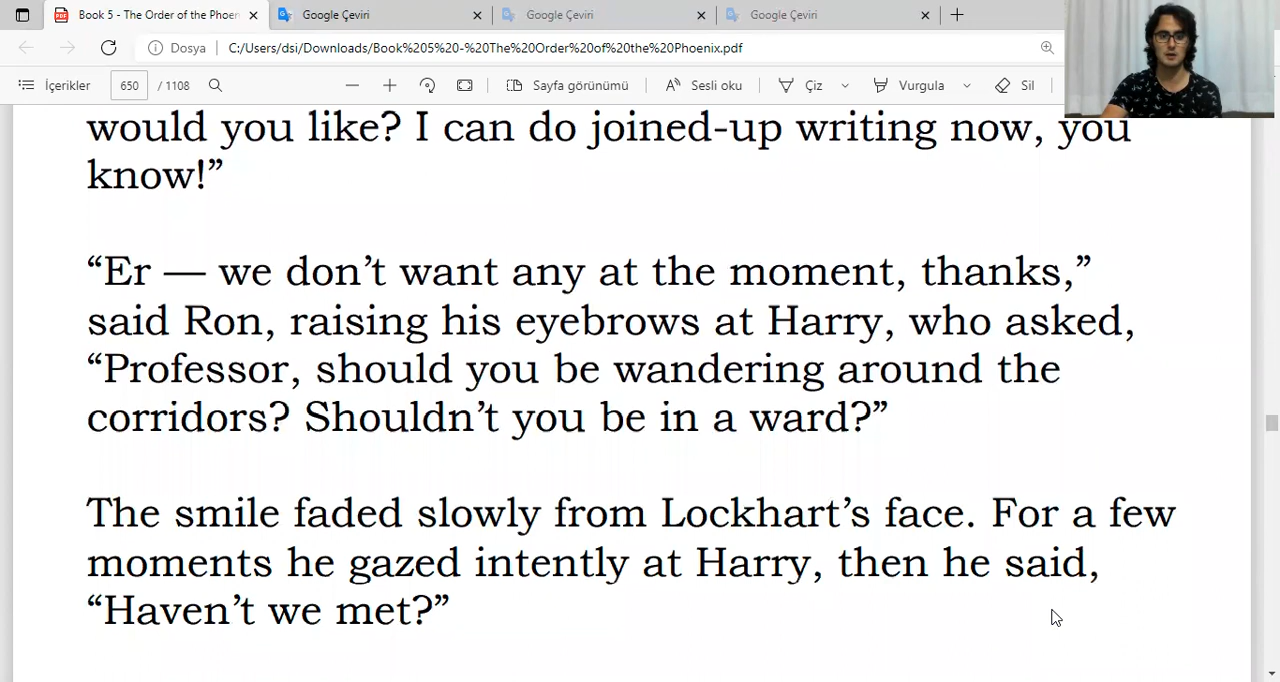 Book 5 - The Order of the Phoen
Google Çeviri
Google Çeviri
Google Çeviri
Dosya
C:/Users/dsi/Downloads/Book%205%20-%20The%20Order%20of%20the%20Phoenix.pdf
İçerikler
650
/ 1108
Sayfa görünümü
Sesli oku
Çiz
Vurgula
Sil
would you like? I can do joined-up writing now, you
know!”
“Er — we don’t want any at the moment, thanks,”
said Ron, raising his eyebrows at Harry, who asked,
“Professor, should you be wandering around the
corridors? Shouldn’t you be in a ward?”
The smile faded slowly from Lockhart’s face. For a few
moments he gazed intently at Harry, then he said,
“Haven’t we met?”